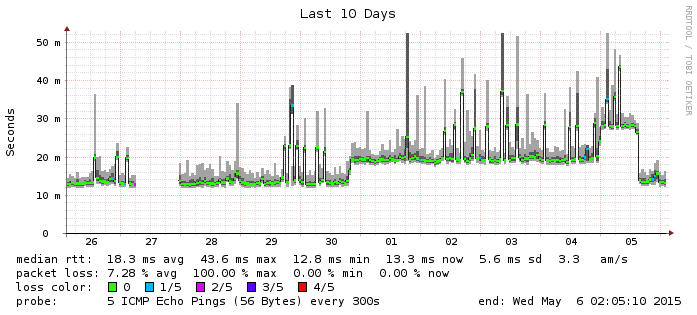 Last 10 Days
RRDTOOL / TOBI OETIKER
Seconds
50 m
40 m
30 m
20 m
10 m
0
26 27 28 29 30 01 02 03 04 05
median rtt: 18.3 ms avg 43.6 ms max 12.8 ms min 13.3 ms now 5.6 ms sd 3.3 am/s
packet loss: 7.28 % avg 100.00 % max 0.00 % min 0.00 % now
loss color: 0 1/5 2/5 3/5 4/5
probe: 5 ICMP Echo Pings (56 Bytes) every 300s end: Wed May 6 02:05:10 2015